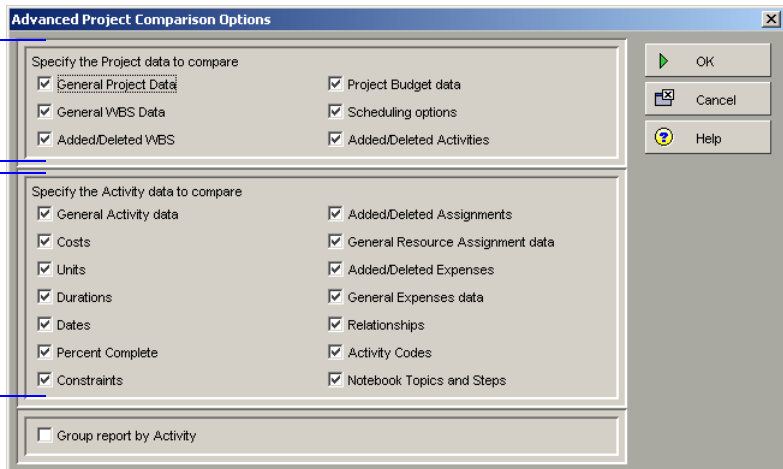 Advanced Project Comparison Options
Specify the Project data to compare
General Project Data
Project Budget data
General WBS Data
Scheduling options
Added/Deleted WBS
Added/Deleted Activities
OK
Cancel
Help
Specify the Activity data to compare
General Activity data
Added/Deleted Assignments
Costs
General Resource Assignment data
Units
Added/Deleted Expenses
Durations
General Expenses data
Dates
Relationships
Percent Complete
Activity Codes
Constraints
Notebook Topics and Steps
Group report by Activity